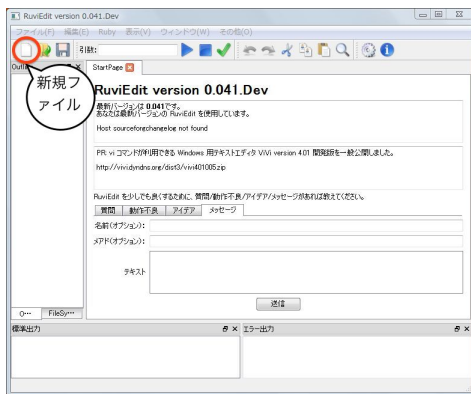 RuviEdit version 0.041.Dev
ファイル(F) 編集(E) Ruby 表示(V) ウィンドウ(W) その他(O)
引数:
Outli
StartPage
新規フ
ァイル
RuviEdit version 0.041.Dev
最新バージョンは 0.041です。
あなたは最新バージョンの RuviEdit を使用しています。
Host sourceforgchangelog not found
PR: vi コマンドが利用できる Windows 用テキストエディタ ViVi version 4.01 開発版を一般公開しました。
http://vivi.dyndns.org/dist3/vivi401005.zip
RuviEdit を少しでも良くするために、質問/動作不良/アイデア/メッセージがあれば教えてください。
質問 動作不良 アイデア メッセージ
名前(オプション):
メアド(オプション):
テキスト
送信
O··· FileSy···
標準出力 エラー出力